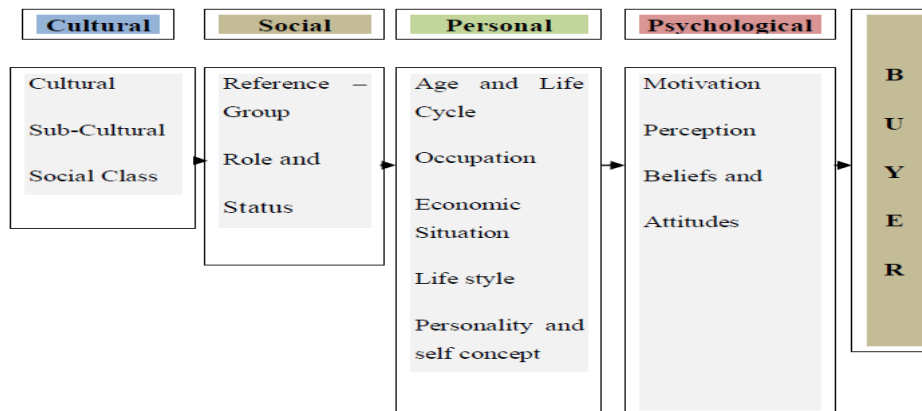 Cultural
Social
Personal
Psychological
Cultural
Sub-Cultural
Social Class
Reference –
Group
Role and
Status
Age and Life
Cycle
Occupation
Economic
Situation
Life style
Personality and
self concept
Motivation
Perception
Beliefs and
Attitudes
B
U
Y
E
R